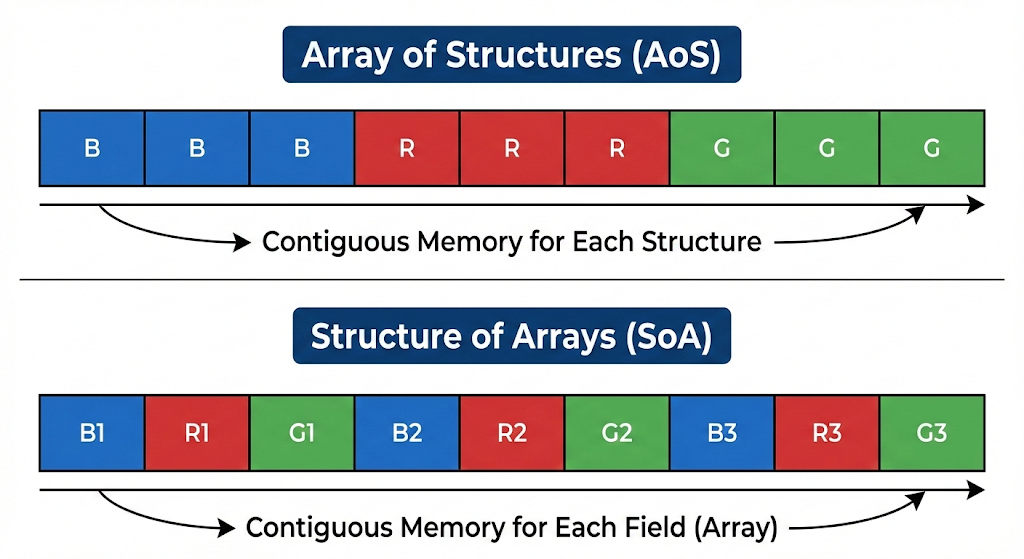 Array of Structures (AoS)
B B B R R R G G G
Contiguous Memory for Each Structure
Structure of Arrays (SoA)
B1 R1 G1 B2 R2 G2 B3 R3 G3
Contiguous Memory for Each Field (Array)